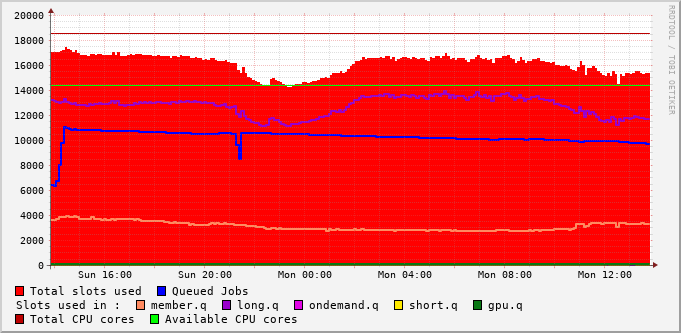 RRDTOOL / TOBI OETIKER
20000
18000
16000
14000
12000
10000
8000
6000
4000
2000
0
Sun 16:00 Sun 20:00 Mon 00:00 Mon 04:00 Mon 08:00 Mon 12:00
Total slots used Queued Jobs
Slots used in : member.q long.q ondemand.q short.q gpu.q
Total CPU cores Available CPU cores